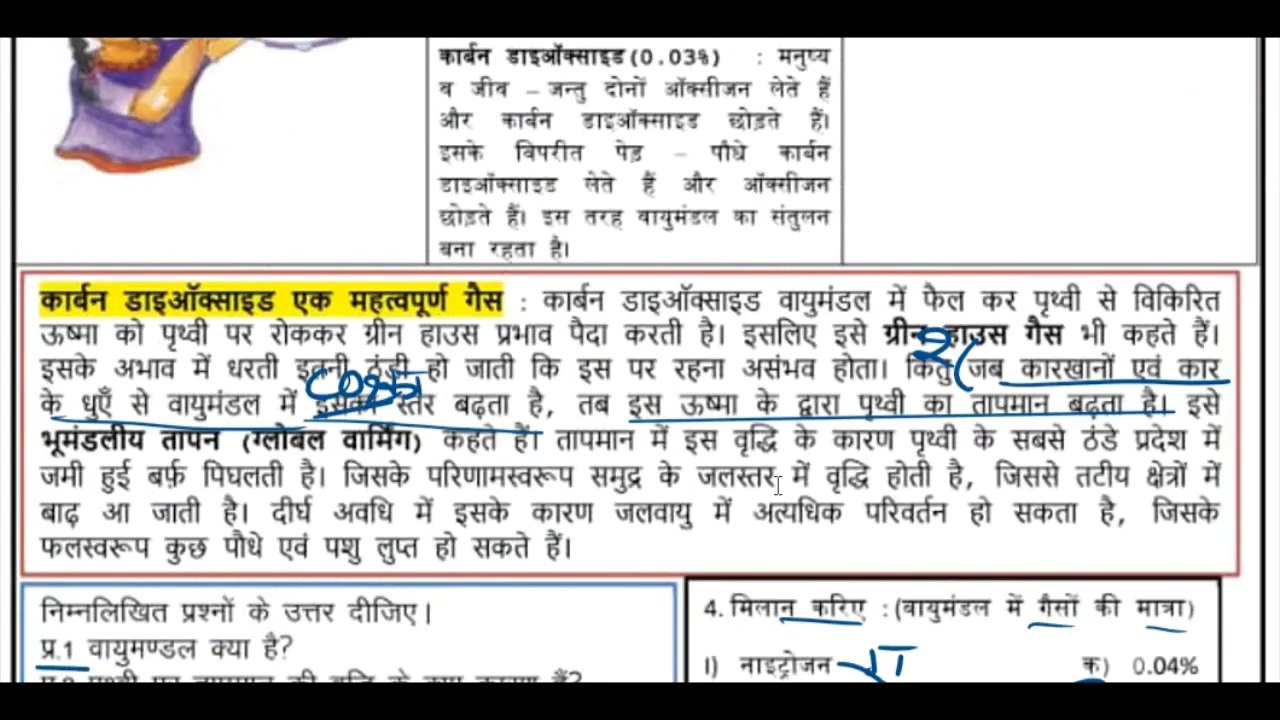 कार्बन डाइऑक्साइड(0.03%) : मनुष्य
व जीव – जन्तु दोनों ऑक्सीजन लेते हैं
और कार्बन डाइऑक्साइड छोड़ते हैं।
इसके विपरीत पेड़ – पौधे कार्बन
डाइऑक्साइड लेते हैं और ऑक्सीजन
छोड़ते हैं। इस तरह वायुमंडल का संतुलन
बना रहता है।
कार्बन डाइऑक्साइड एक महत्वपूर्ण गैस : कार्बन डाइऑक्साइड वायुमंडल में फैल कर पृथ्वी से विकिरित
ऊष्मा को पृथ्वी पर रोककर ग्रीन हाउस प्रभाव पैदा करती है। इसलिए इसे ग्रीन हाउस गैस भी कहते हैं।
इसके अभाव में धरती इतनी ठंडी हो जाती कि इस पर रहना असंभव होता। किंतु जब कारखानों एवं कार
के धुएँ से वायुमंडल में इसका स्तर बढ़ता है, तब इस ऊष्मा के द्वारा पृथ्वी का तापमान बढ़ता है। इसे
भूमंडलीय तापन (ग्लोबल वार्मिंग) कहते हैं। तापमान में इस वृद्धि के कारण पृथ्वी के सबसे ठंडे प्रदेश में
जमी हुई बर्फ़ पिघलती है। जिसके परिणामस्वरूप समुद्र के जलस्तर में वृद्धि होती है, जिससे तटीय क्षेत्रों में
बाढ़ आ जाती है। दीर्घ अवधि में इसके कारण जलवायु में अत्यधिक परिवर्तन हो सकता है, जिसके
फलस्वरूप कुछ पौधे एवं पशु लुप्त हो सकते हैं।
निम्नलिखित प्रश्नों के उत्तर दीजिए।
प्र.1 वायुमण्डल क्या है?
4. मिलान करिए : (वायुमंडल में गैसों की मात्रा)
I) नाइट्रोजन क) 0.04%